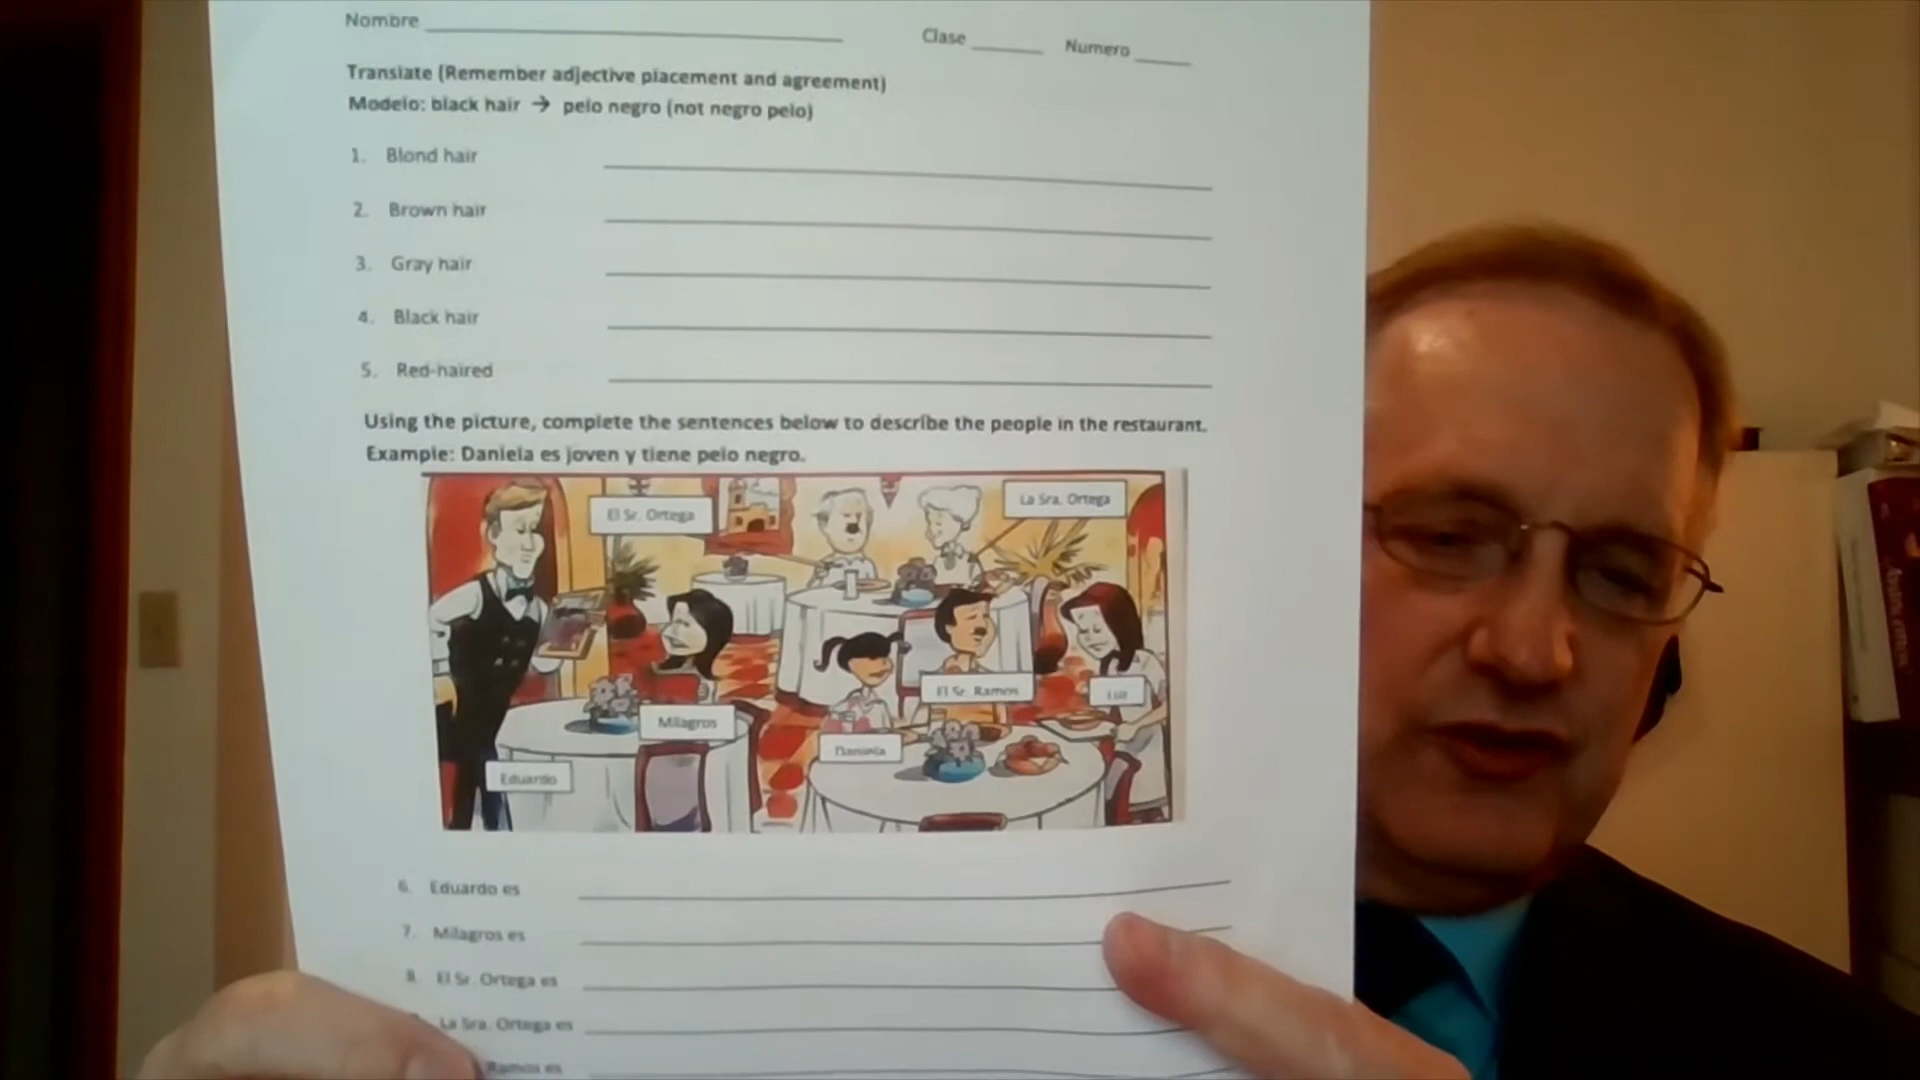 Nombre ____________ Clase ______ Numero _____
Translate (Remember adjective placement and agreement)
Modelo: black hair → pelo negro (not negro pelo)
1. Blond hair
2. Brown hair
3. Gray hair
4. Black hair
5. Red-haired
Using the picture, complete the sentences below to describe the people in the restaurant.
Example: Daniela es joven y tiene pelo negro.
El Sr. Ortega
La Sra. Ortega
El Sr. Ramos
Luz
Milagros
Daniela
Eduardo
6. Eduardo es
7. Milagros es
8. El Sr. Ortega es
La Sra. Ortega es
Ramos es